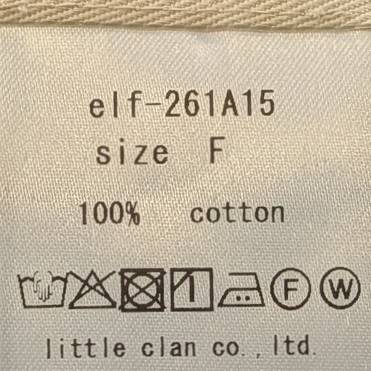 elf-261A15
size F
100% cotton
F W
little clan co.,ltd.